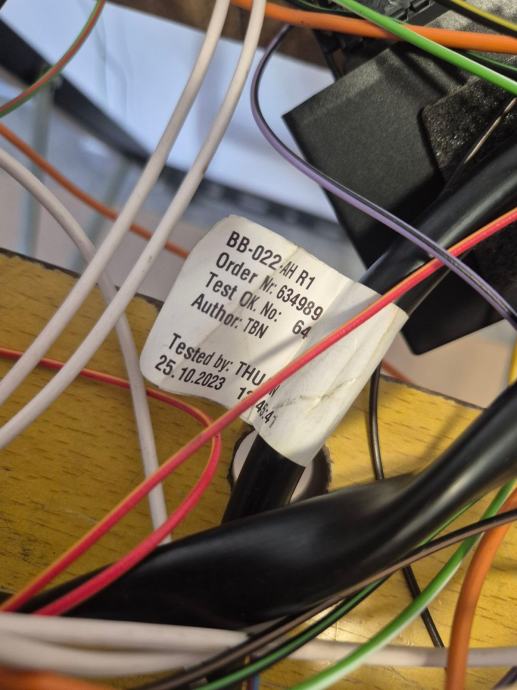 BB-022-AH R1
Order Nr: 634989
Test OK. No: 64
Author: TBN
Tested by: THU
25.10.2023